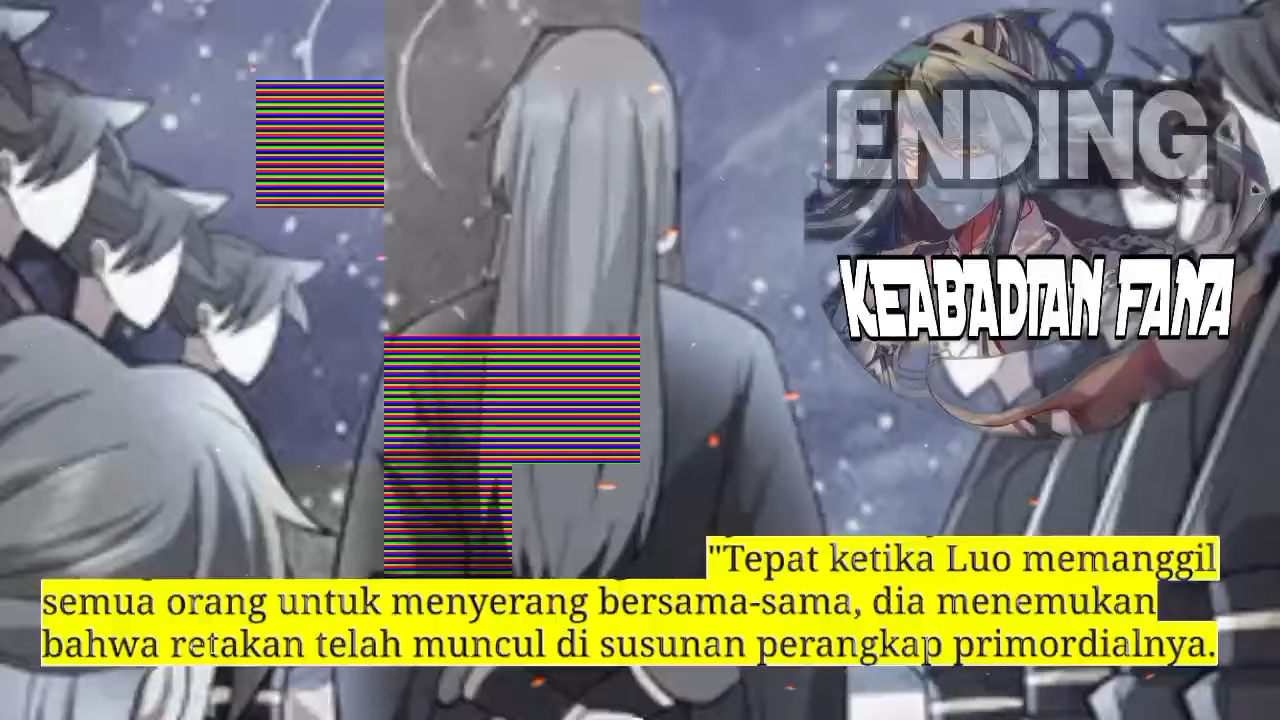 ENDING
KEABADIAN FANA
"Tepat ketika Luo memanggil
semua orang untuk menyerang bersama-sama, dia menemukan
bahwa retakan telah muncul di susunan perangkap primordialnya.